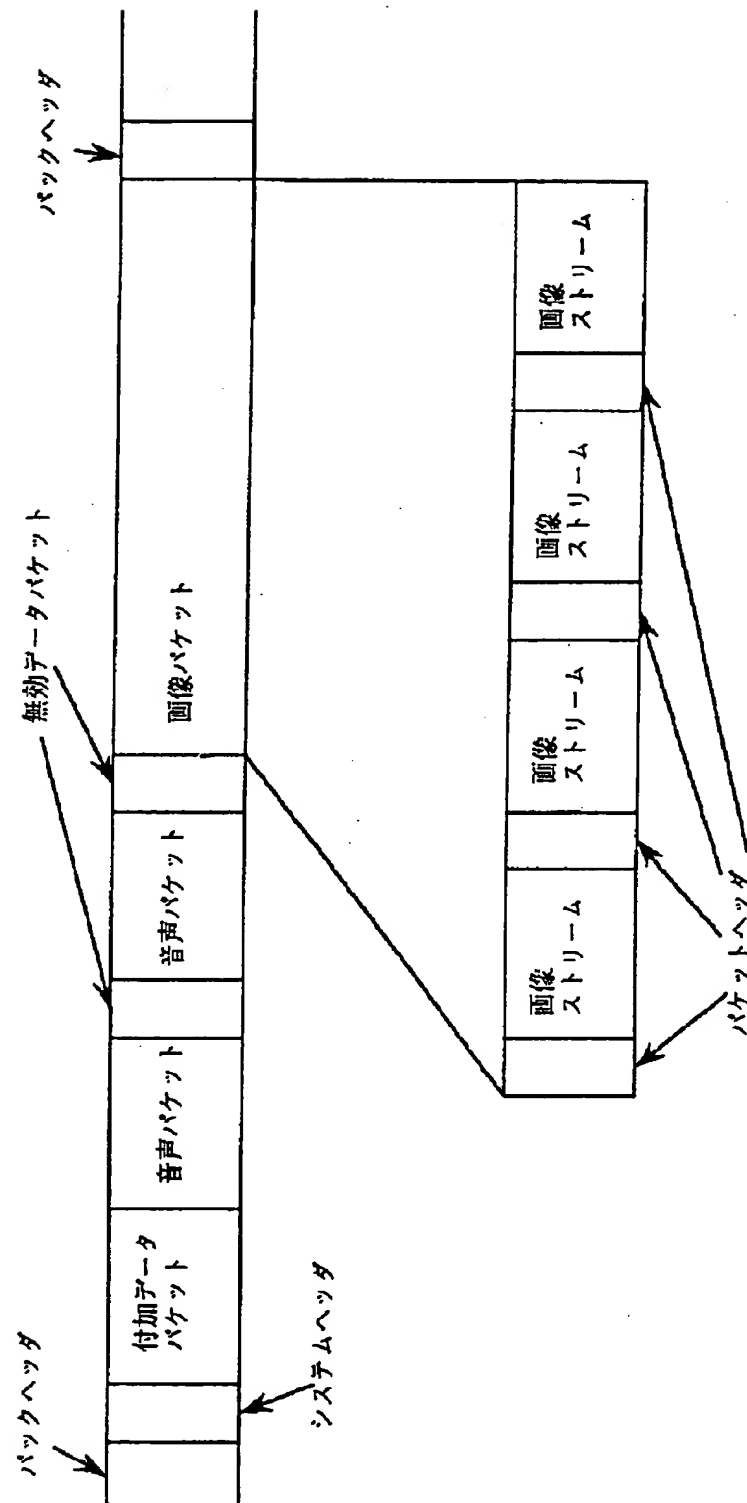 パックヘッダ
パックヘッダ
無効データパケット
付加データ
パケット
音声パケット
音声パケット
画像パケット
システムヘッダ
画像
ストリーム
画像
ストリーム
画像
ストリーム
画像
ストリーム
パケットヘッダ